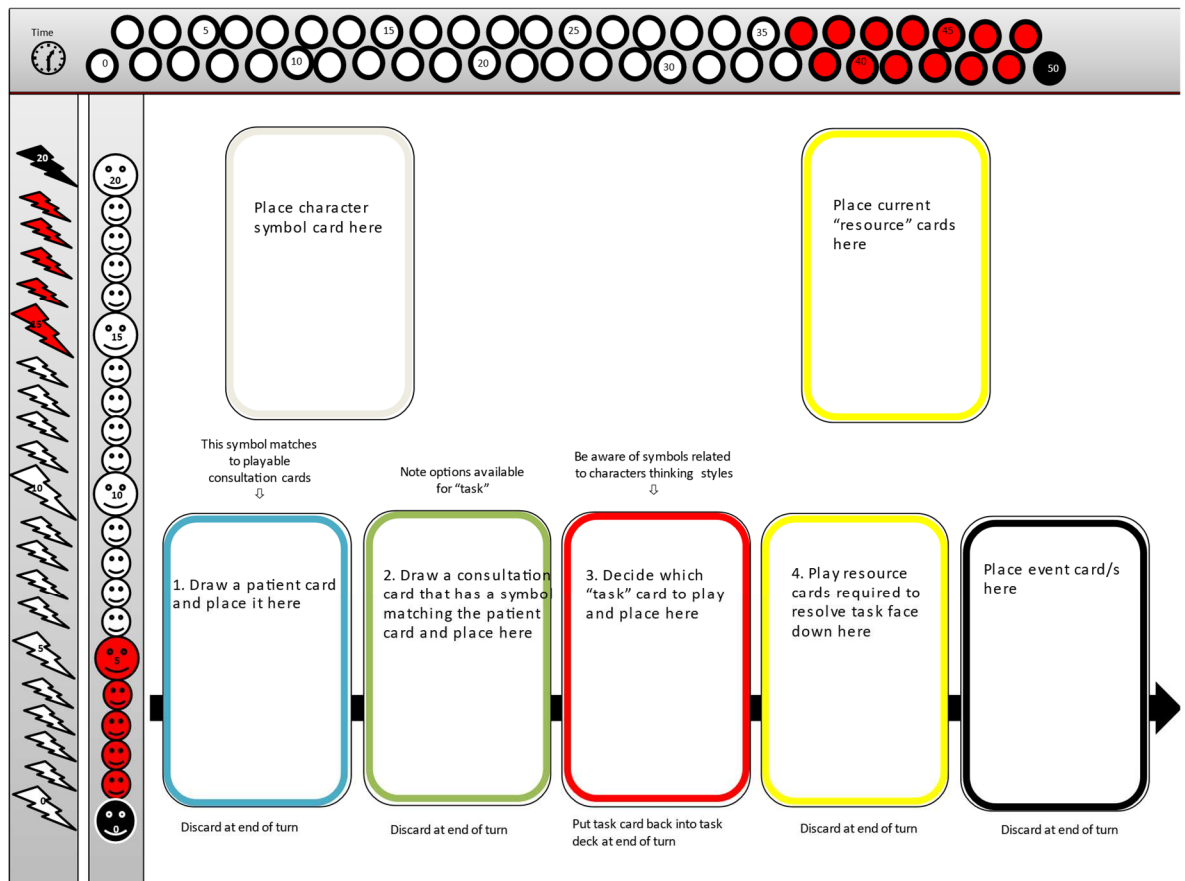 Time
5
15
25
35
45
0
10
20
30
40
50
20
15
10
5
0
20
15
10
5
0
Place character
symbol card here
Place current
“resource” cards
here
This symbol matches
to playable
consultation cards
Note options available
for “task”
Be aware of symbols related
to characters thinking styles
1. Draw a patient card
and place it here
2. Draw a consultation
card that has a symbol
matching the patient
card and place here
3. Decide which
“task” card to play
and place here
4. Play resource
cards required to
resolve task face
down here
Place event card/s
here
Discard at end of turn
Discard at end of turn
Put task card back into task
deck at end of turn
Discard at end of turn
Discard at end of turn